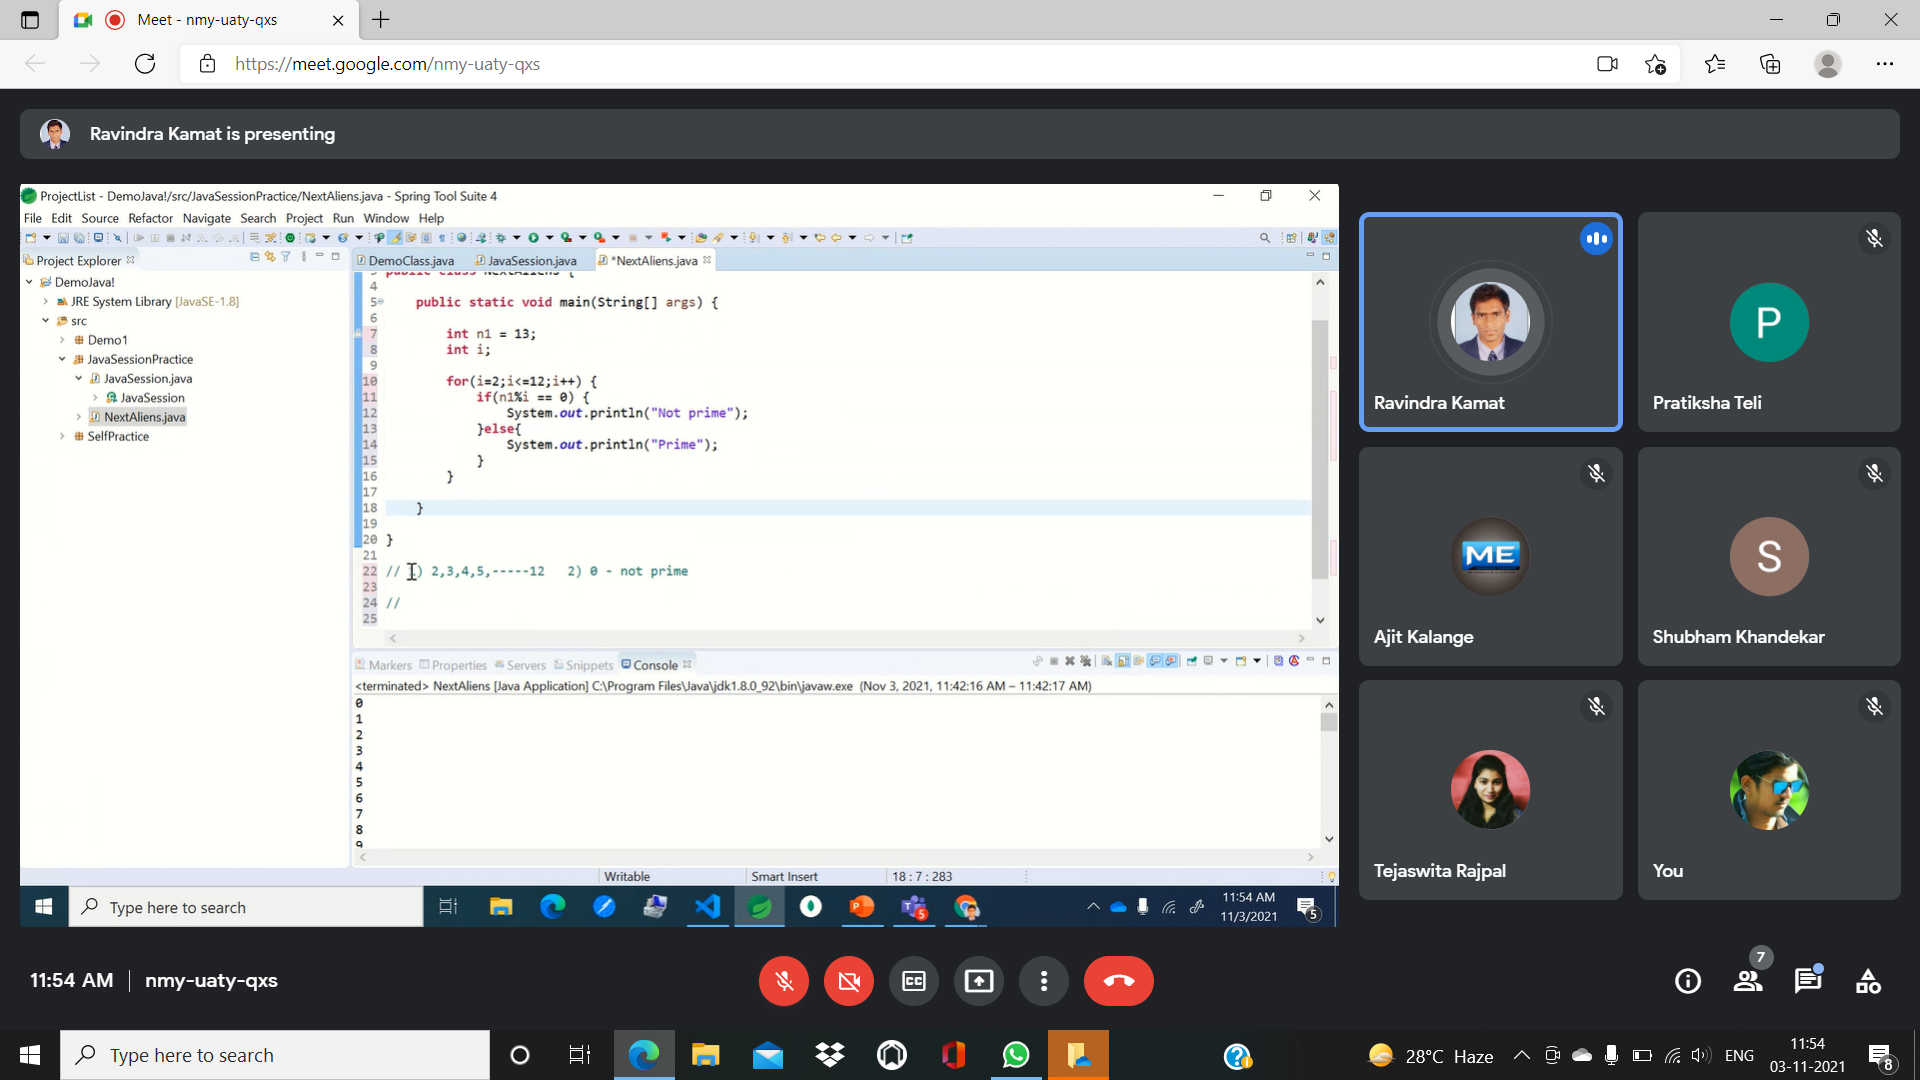 Meet - nmy-uaty-qxs
https://meet.google.com/nmy-uaty-qxs
Ravindra Kamat is presenting
ProjectList - DemoJava!/src/JavaSessionPractice/NextAliens.java - Spring Tool Suite 4
File Edit Source Refactor Navigate Search Project Run Window Help
Project Explorer
DemoJava!
JRE System Library [JavaSE-1.8]
src
Demo1
JavaSessionPractice
JavaSession.java
JavaSession
NextAliens.java
SelfPractice
DemoClass.java JavaSession.java *NextAliens.java
3 public class NextAliens {
4
5 public static void main(String[] args) {
6
7 int n1 = 13;
8 int i;
9
10 for(i=2;i<=12;i++) {
11 if(n1%i == 0) {
12 System.out.println("Not prime");
13 }else{
14 System.out.println("Prime");
15 }
16 }
17
18 }
19
20 }
21
22 // 1) 2,3,4,5,-----12 2) 0 - not prime
23
24 //
25
Markers Properties Servers Snippets Console
<terminated> NextAliens [Java Application] C:\Program Files\Java\jdk1.8.0_92\bin\javaw.exe (Nov 3, 2021, 11:42:16 AM – 11:42:17 AM)
0
1
2
3
4
5
6
7
8
9
Writable Smart Insert 18 : 7 : 283
Type here to search
5
11:54 AM
11/3/2021
5
Ravindra Kamat
P
Pratiksha Teli
ME
Ajit Kalange
S
Shubham Khandekar
Tejaswita Rajpal
You
11:54 AM | nmy-uaty-qxs
CC
7
Type here to search
28°C Haze
ENG
11:54
03-11-2021
8